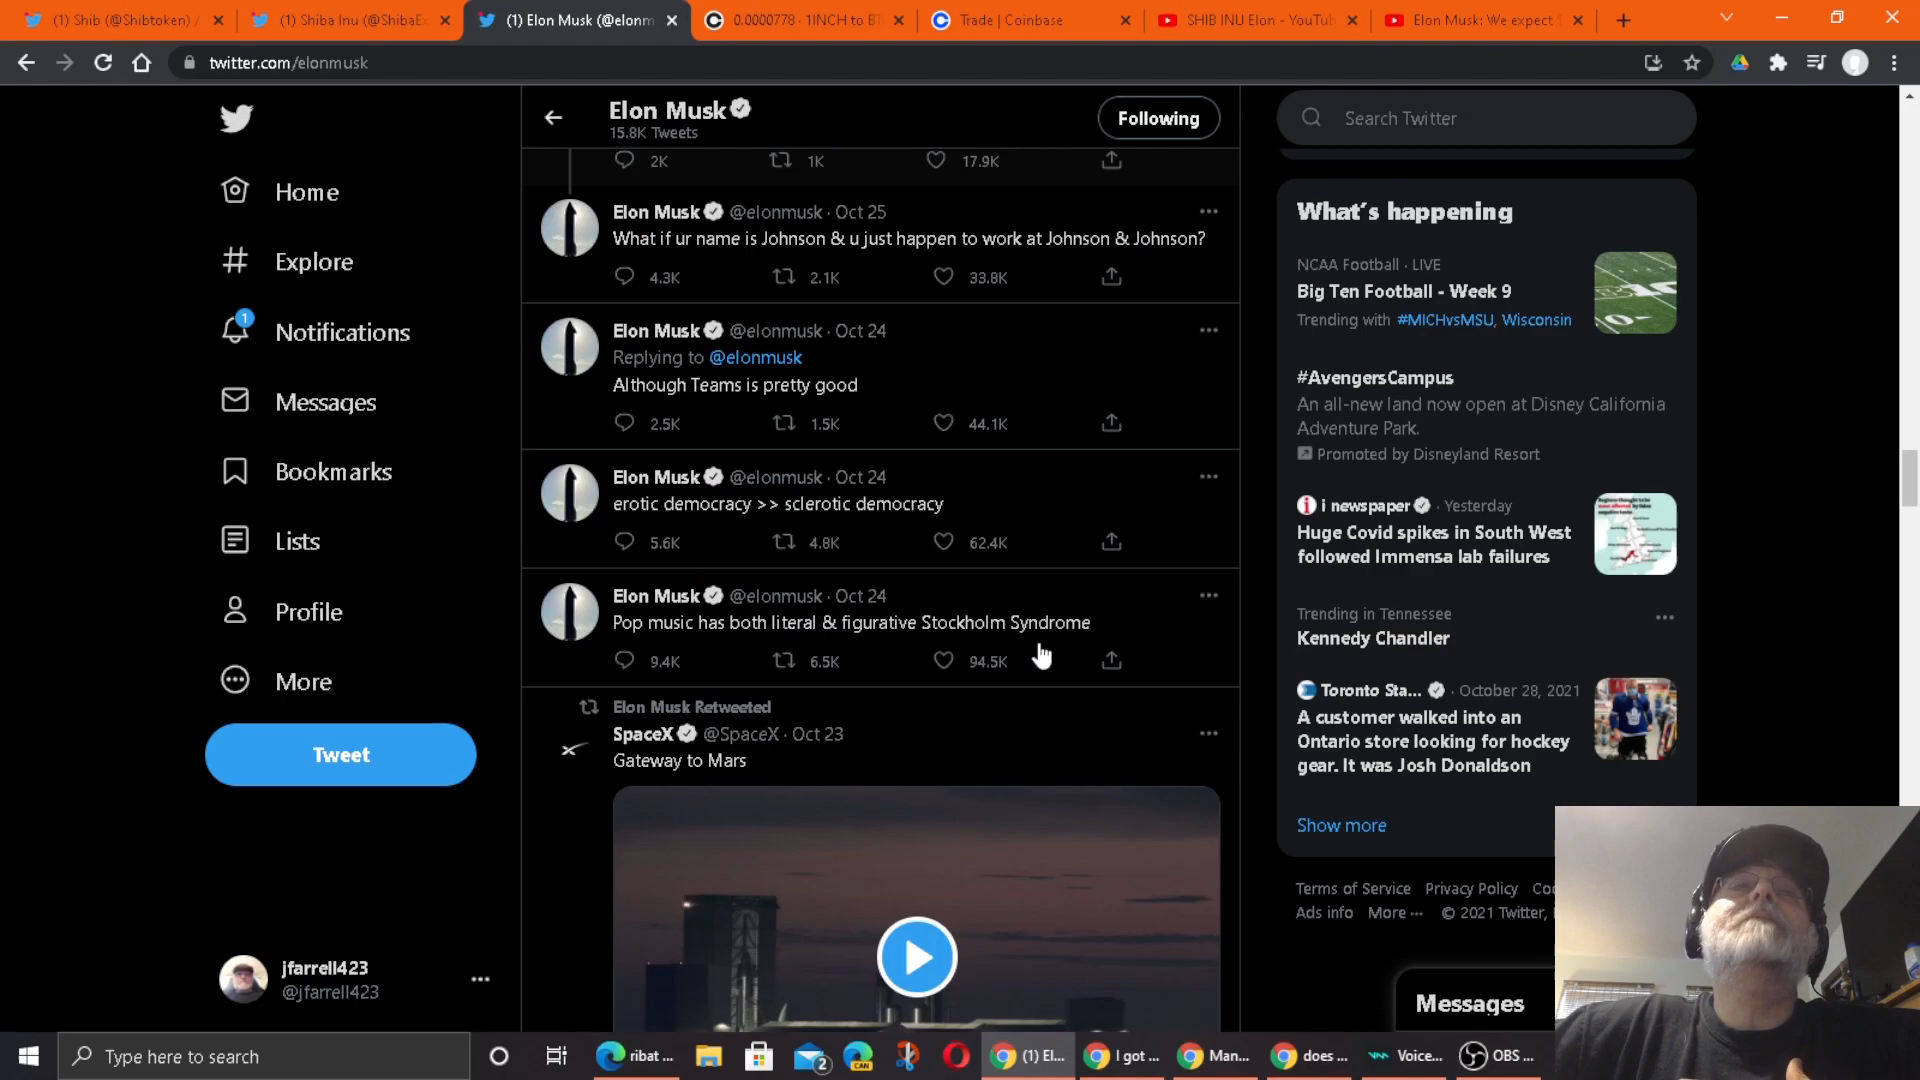 (1) Shib (@Shibtoken) /
(1) Shiba Inu (@ShibaEx
(1) Elon Musk (@elonm
0.0000778 · 1INCH to BT
Trade | Coinbase
SHIB INU Elon - YouTub
Elon Musk: We expect
twitter.com/elonmusk
Home
Explore
1
Notifications
Messages
Bookmarks
Lists
Profile
More
Tweet
jfarrell423
@jfarrell423
Elon Musk
15.8K Tweets
Following
2K 1K 17.9K
Elon Musk @elonmusk · Oct 25
What if ur name is Johnson & u just happen to work at Johnson & Johnson?
4.3K 2.1K 33.8K
Elon Musk @elonmusk · Oct 24
Replying to @elonmusk
Although Teams is pretty good
2.5K 1.5K 44.1K
Elon Musk @elonmusk · Oct 24
erotic democracy >> sclerotic democracy
5.6K 4.8K 62.4K
Elon Musk @elonmusk · Oct 24
Pop music has both literal & figurative Stockholm Syndrome
9.4K 6.5K 94.5K
Elon Musk Retweeted
SpaceX @SpaceX · Oct 23
Gateway to Mars
Search Twitter
What's happening
NCAA Football · LIVE
Big Ten Football - Week 9
Trending with #MICHvsMSU, Wisconsin
#AvengersCampus
An all-new land now open at Disney California
Adventure Park.
Promoted by Disneyland Resort
i newspaper · Yesterday
Huge Covid spikes in South West
followed Immensa lab failures
Trending in Tennessee
Kennedy Chandler
Toronto Sta... · October 28, 2021
A customer walked into an
Ontario store looking for hockey
gear. It was Josh Donaldson
Show more
Terms of Service Privacy Policy Coo
Ads info More ··· © 2021 Twitter,
Messages
Type here to search
ribat ...
2
CAN
(1) El...
I got ...
Man...
does ...
Voice...
OBS ...